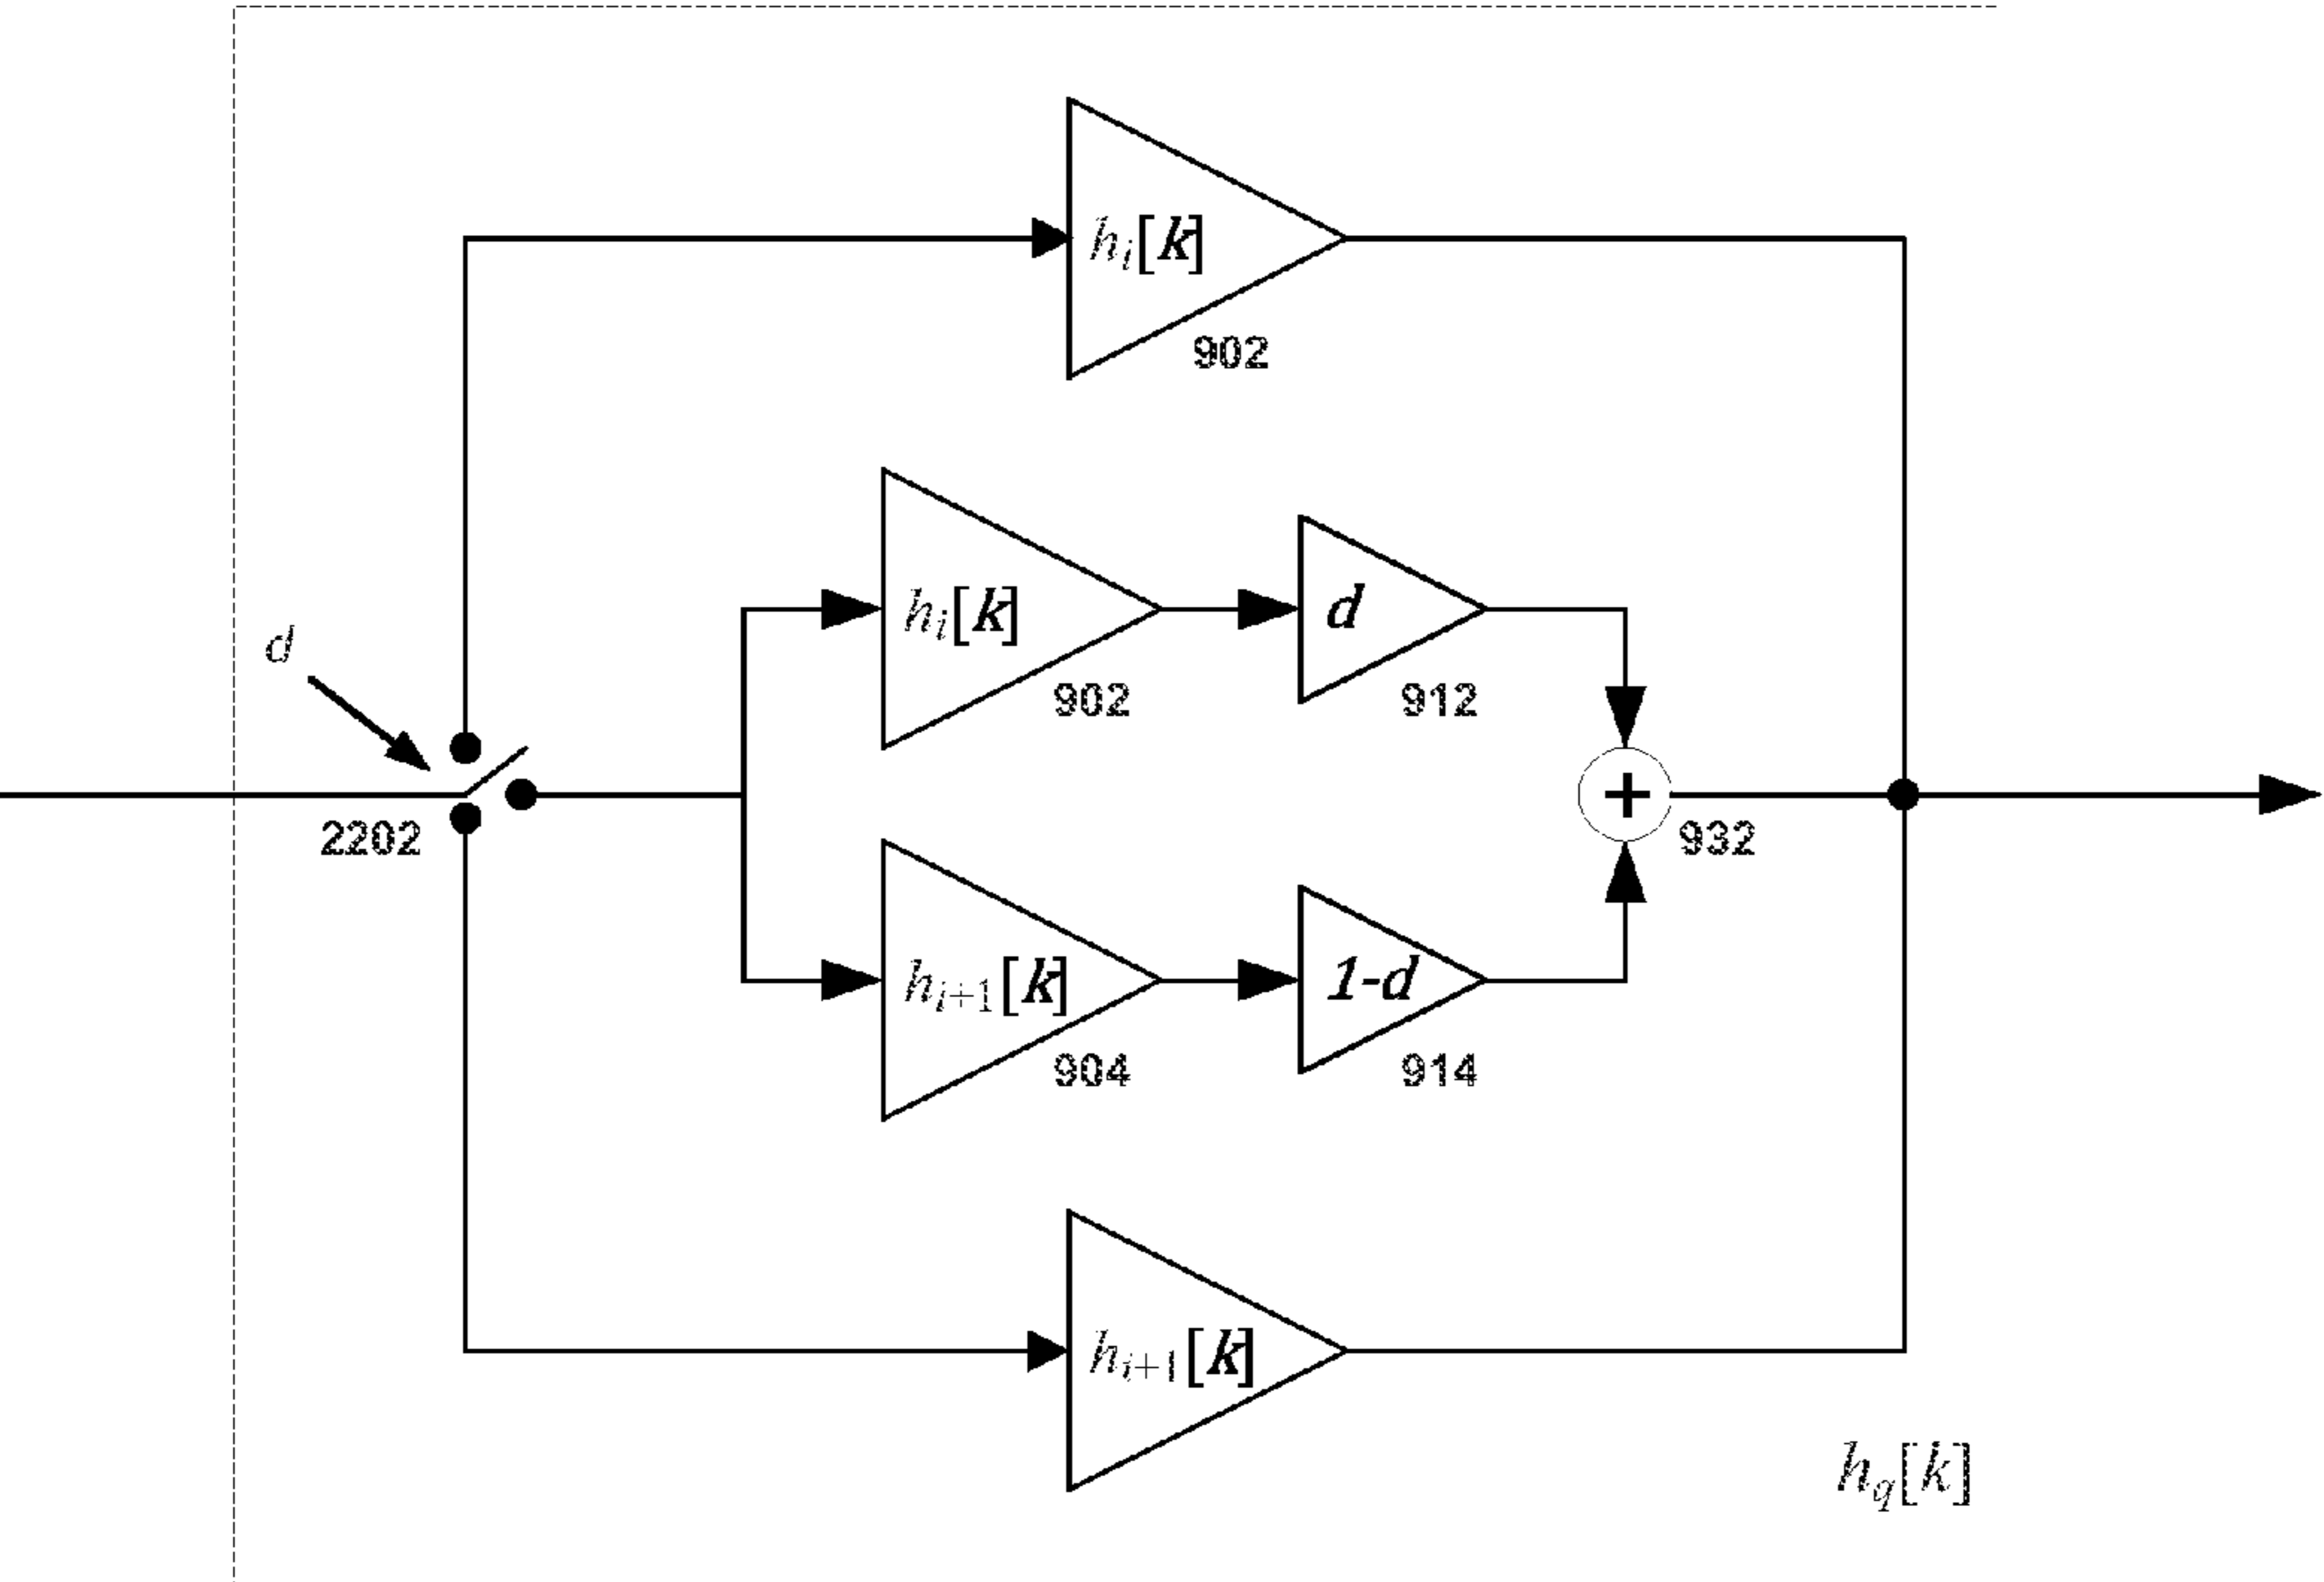 h_i[k]
902
h_i[k]
d
d
902
912
+
2202
932
h_{i+1}[k]
1-d
904
914
h_{i+1}[k]
h_q[k]